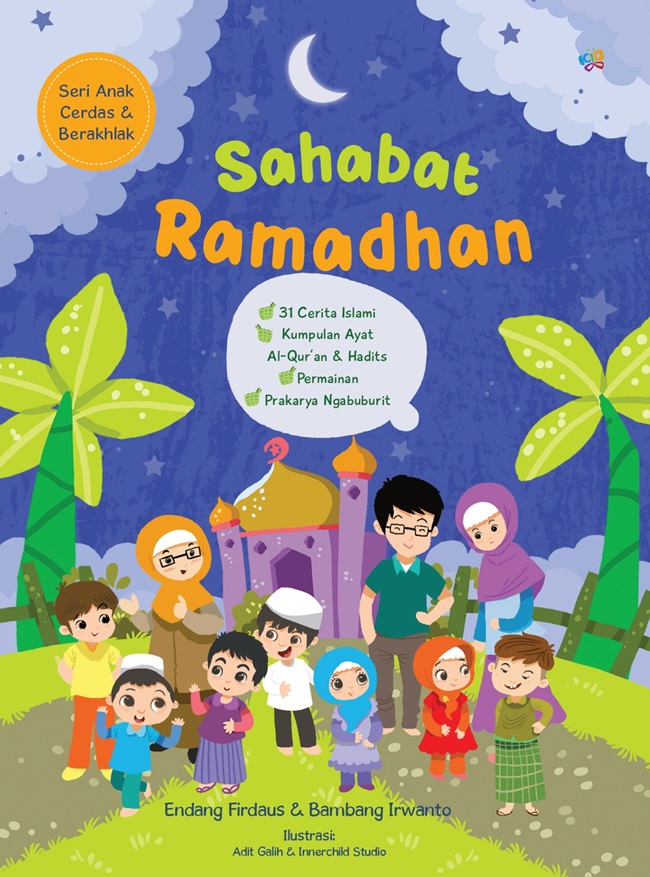 Seri Anak
Cerdas &
Berakhlak
Sahabat
Ramadhan
31 Cerita Islami
Kumpulan Ayat
Al-Qur'an & Hadits
Permainan
Prakarya Ngabuburit
Endang Firdaus & Bambang Irwanto
Ilustrasi:
Adit Galih & Innerchild Studio